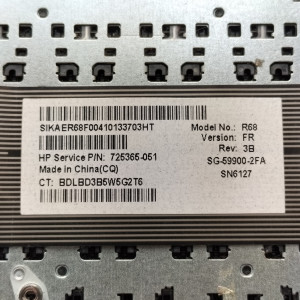 SIKAER68F00410133703HT
HP Service P/N: 725365-051
Made in China(CQ)
CT: BDLBD3B5W5G2T6
Model No.: R68
Version: FR
Rev: 3B
SG-59900-2FA
SN6127